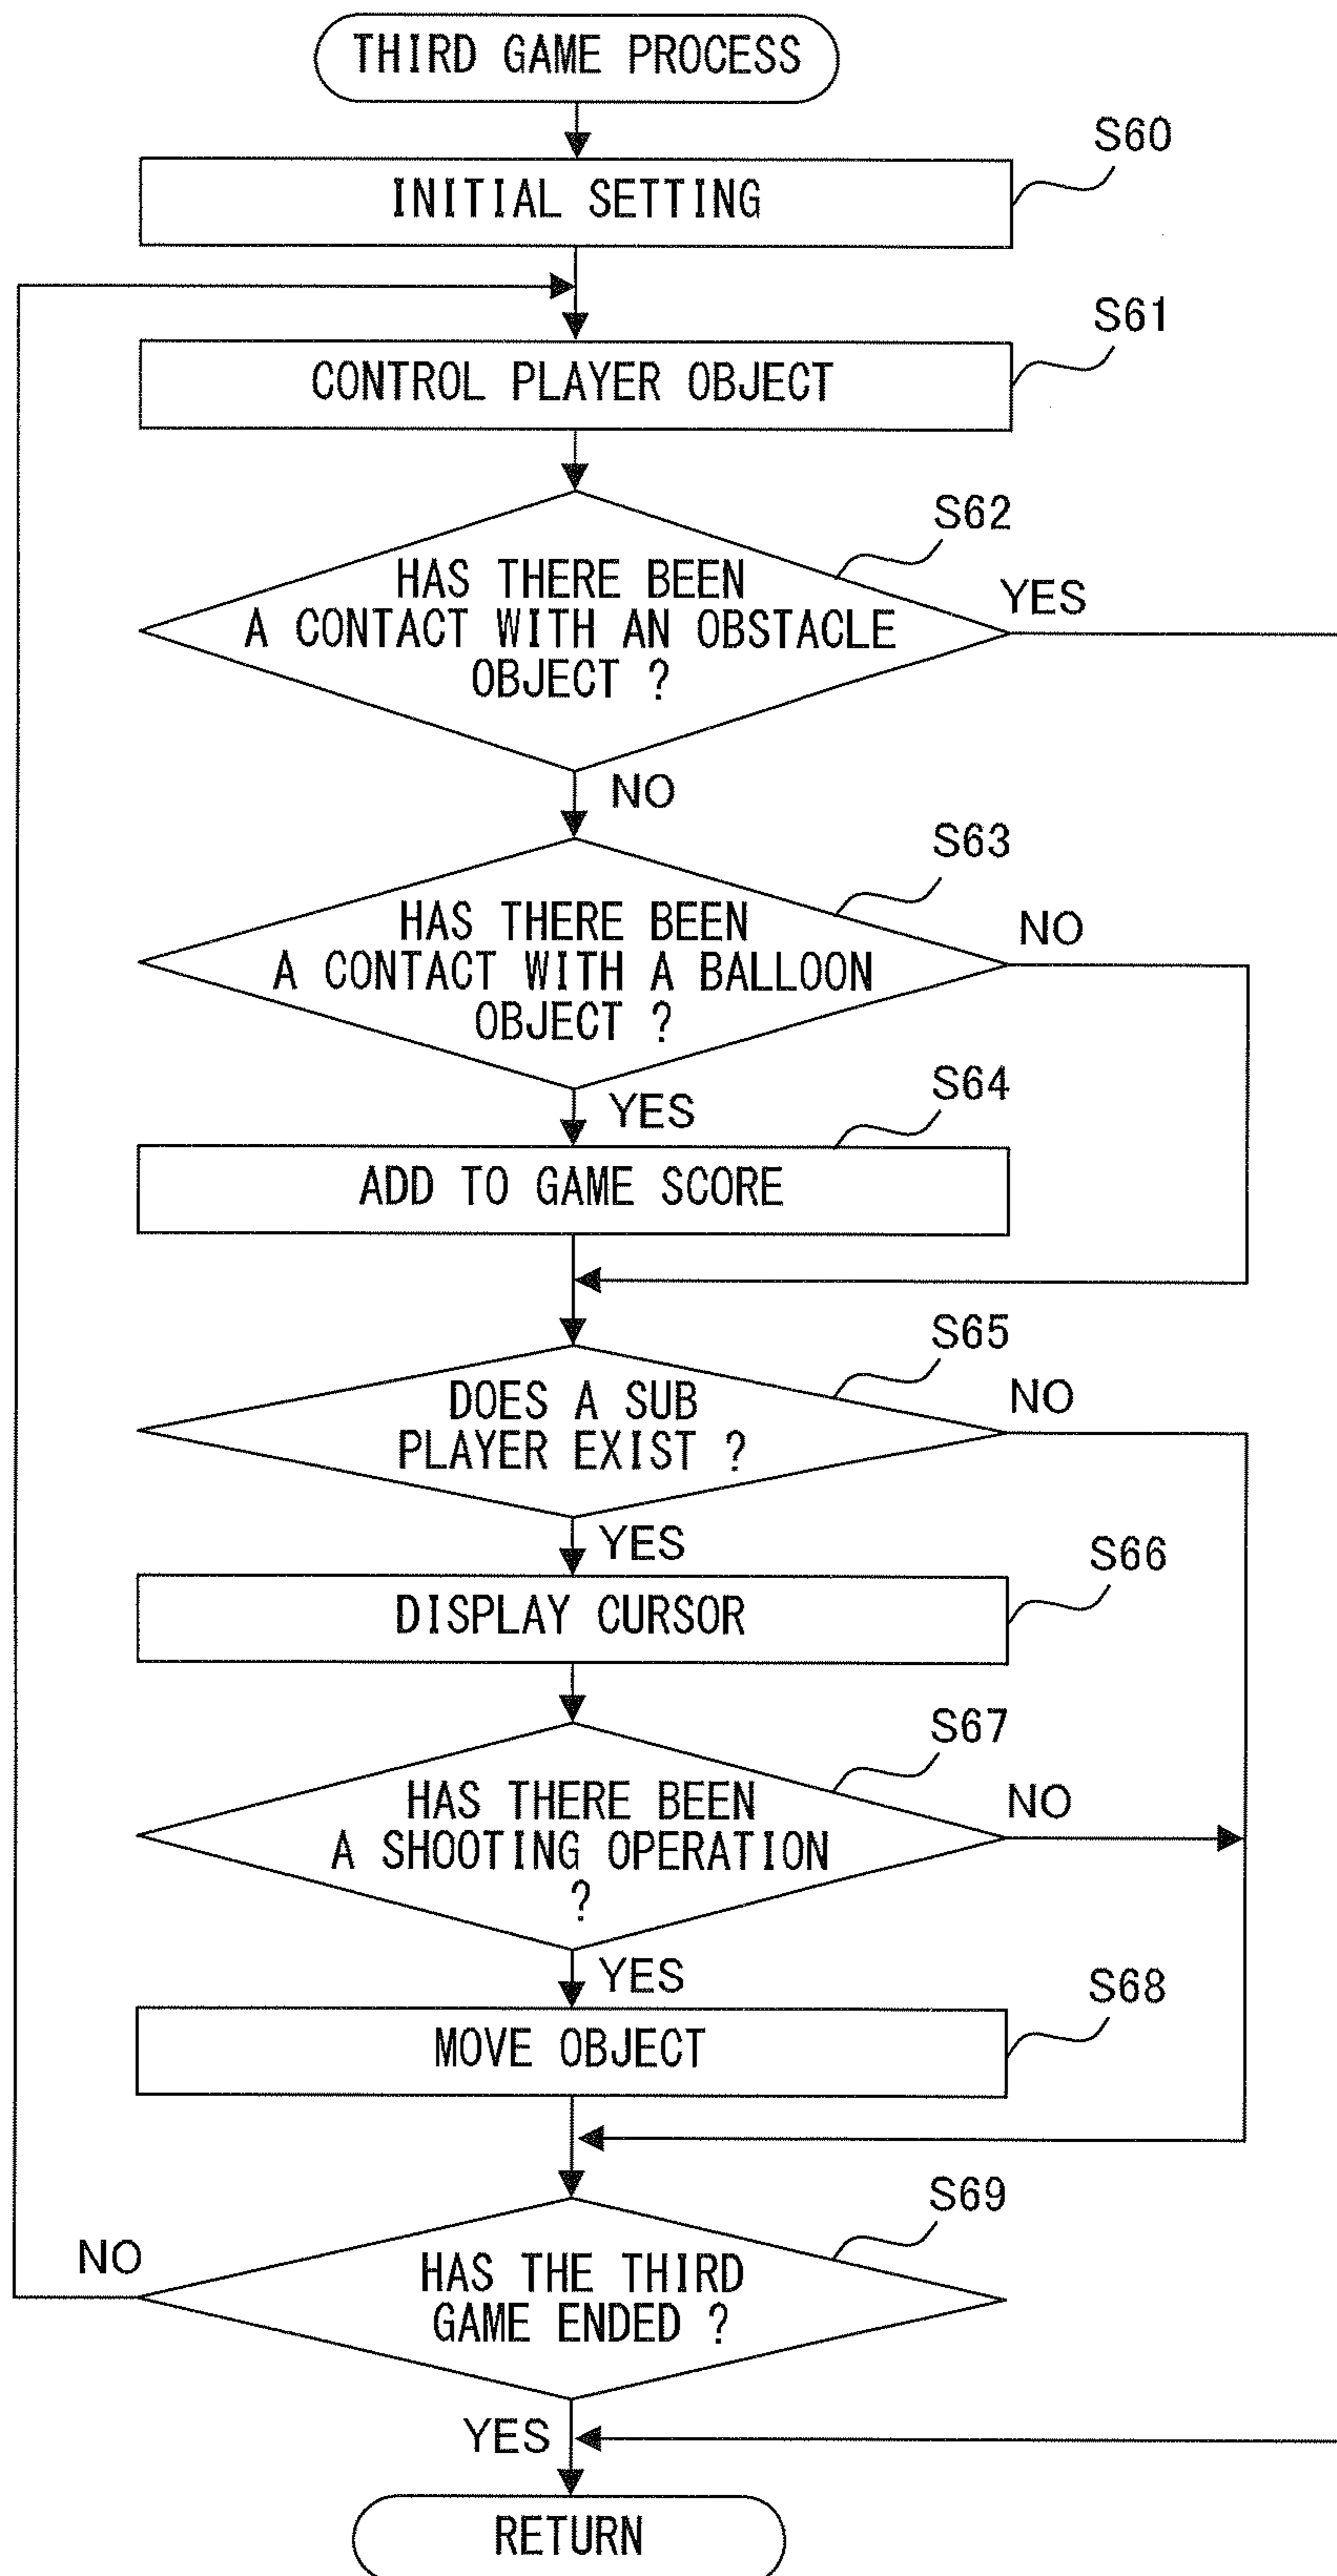 THIRD GAME PROCESS
S60
INITIAL SETTING
S61
CONTROL PLAYER OBJECT
S62
HAS THERE BEEN
A CONTACT WITH AN OBSTACLE
OBJECT ?
YES
NO
S63
HAS THERE BEEN
A CONTACT WITH A BALLOON
OBJECT ?
NO
YES
S64
ADD TO GAME SCORE
S65
DOES A SUB
PLAYER EXIST ?
NO
YES
S66
DISPLAY CURSOR
S67
HAS THERE BEEN
A SHOOTING OPERATION
?
NO
YES
S68
MOVE OBJECT
S69
NO
HAS THE THIRD
GAME ENDED ?
YES
RETURN